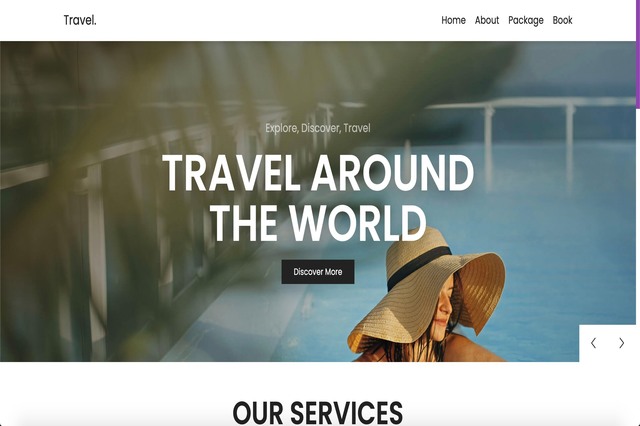 Travel.
Home About Package Book
Explore, Discover, Travel
TRAVEL AROUND
THE WORLD
Discover More
OUR SERVICES